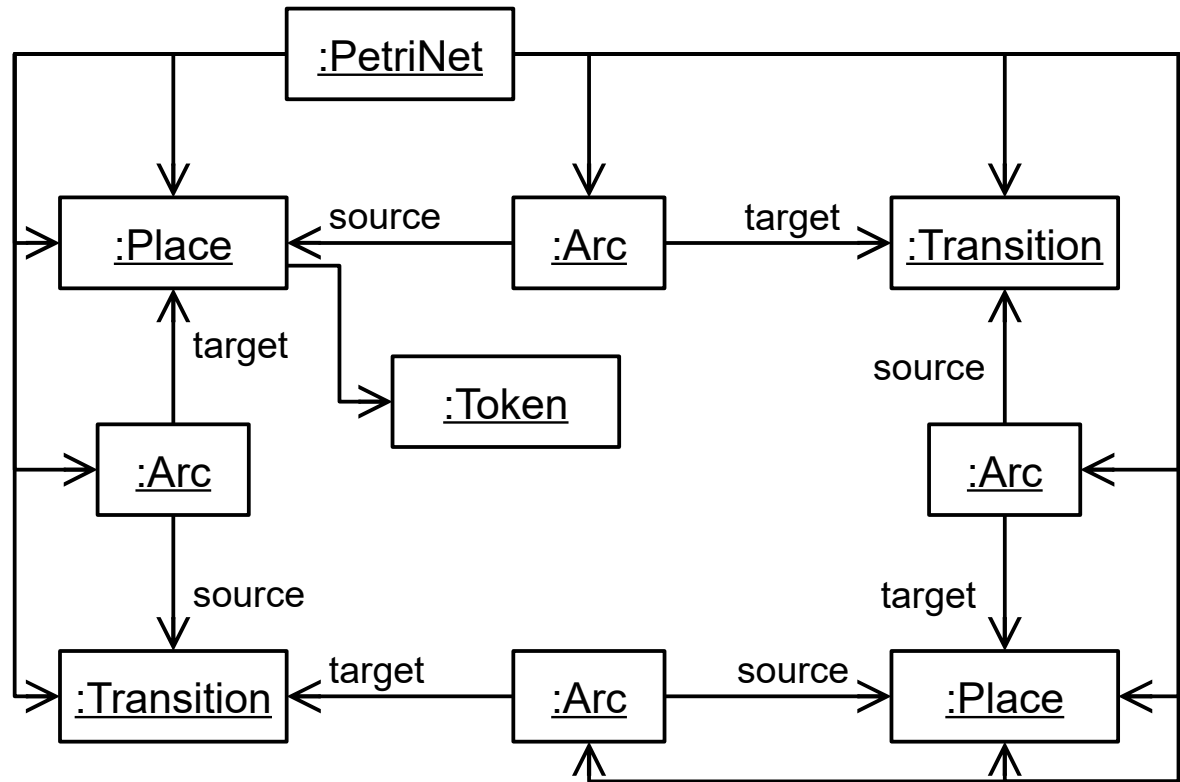 :PetriNet
source
target
:Place
:Arc
:Transition
target
source
:Token
:Arc
:Arc
source
target
target
source
:Transition
:Arc
:Place